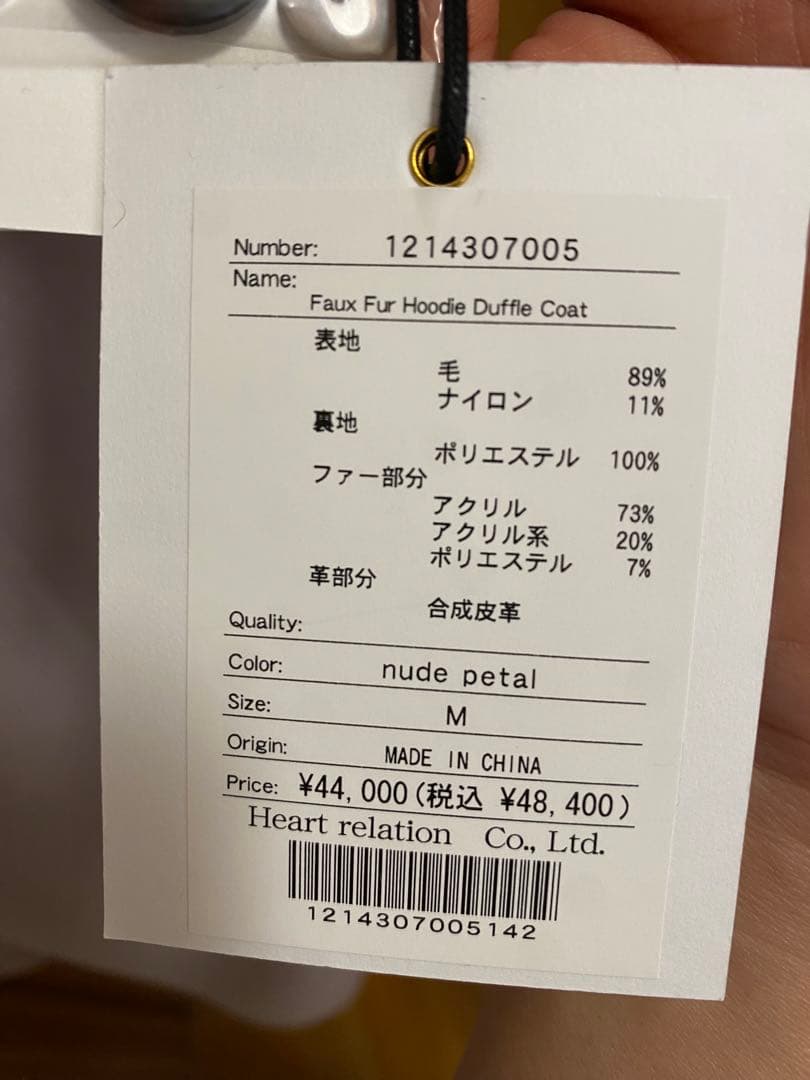 Number: 1214307005
Name:
Faux Fur Hoodie Duffle Coat
表地
毛 89%
ナイロン 11%
裏地
ポリエステル 100%
ファー部分
アクリル 73%
アクリル系 20%
ポリエステル 7%
革部分
合成皮革
Quality:
Color: nude petal
Size: M
Origin: MADE IN CHINA
Price: ¥44,000(税込 ¥48,400)
Heart relation Co., Ltd.
1214307005142